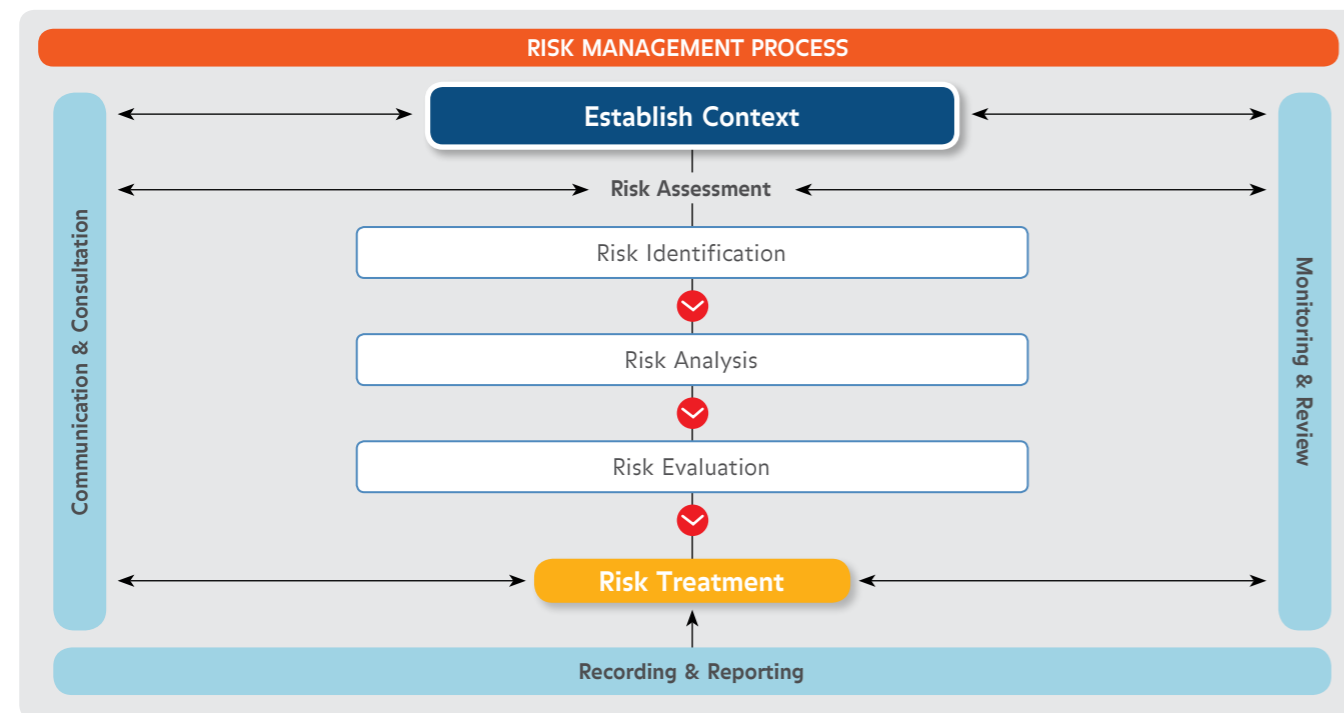 RISK MANAGEMENT PROCESS
Establish Context
Risk Assessment
Communication & Consultation
Risk Identification
Monitoring & Review
Risk Analysis
Risk Evaluation
Risk Treatment
Recording & Reporting